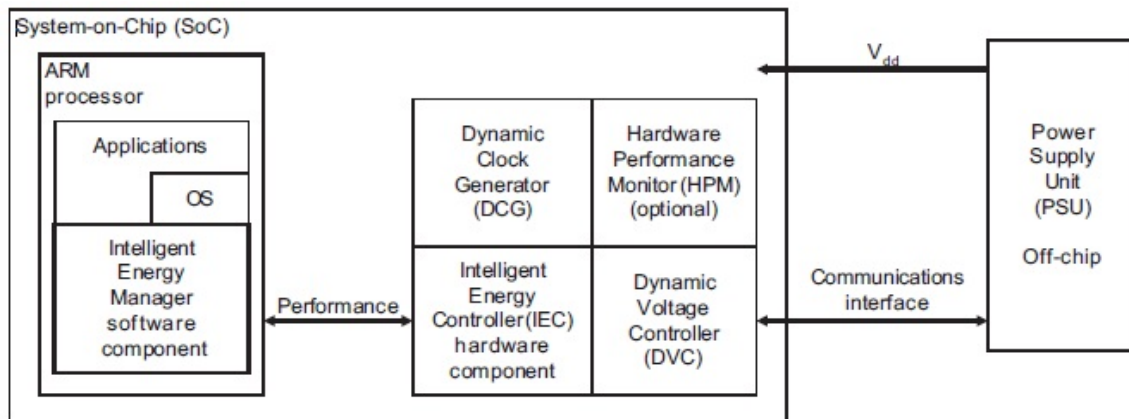 System-on-Chip (SoC)
ARM
processor
Applications
OS
Intelligent
Energy
Manager
software
component
Performance
Dynamic
Clock
Generator
(DCG)
Hardware
Performance
Monitor(HPM)
(optional)
Intelligent
Energy
Controller(IEC)
hardware
component
Dynamic
Voltage
Controller
(DVC)
Vdd
Communications
interface
Power
Supply
Unit
(PSU)
Off-chip